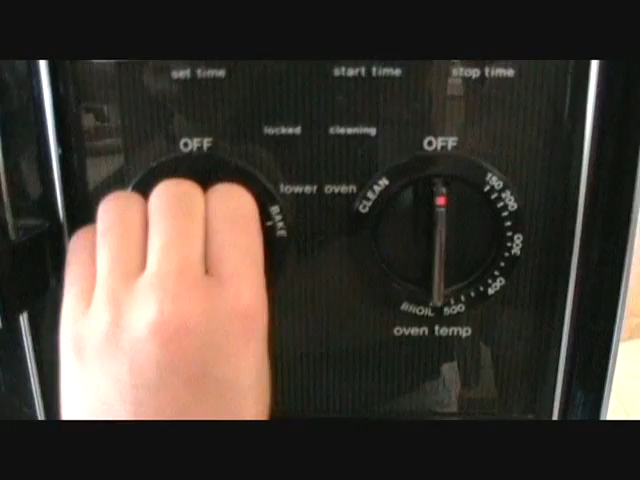 set time start time stop time
locked cleaning
OFF OFF
lower oven
BAKE
CLEAN
150
200
300
400
500
BROIL
oven temp